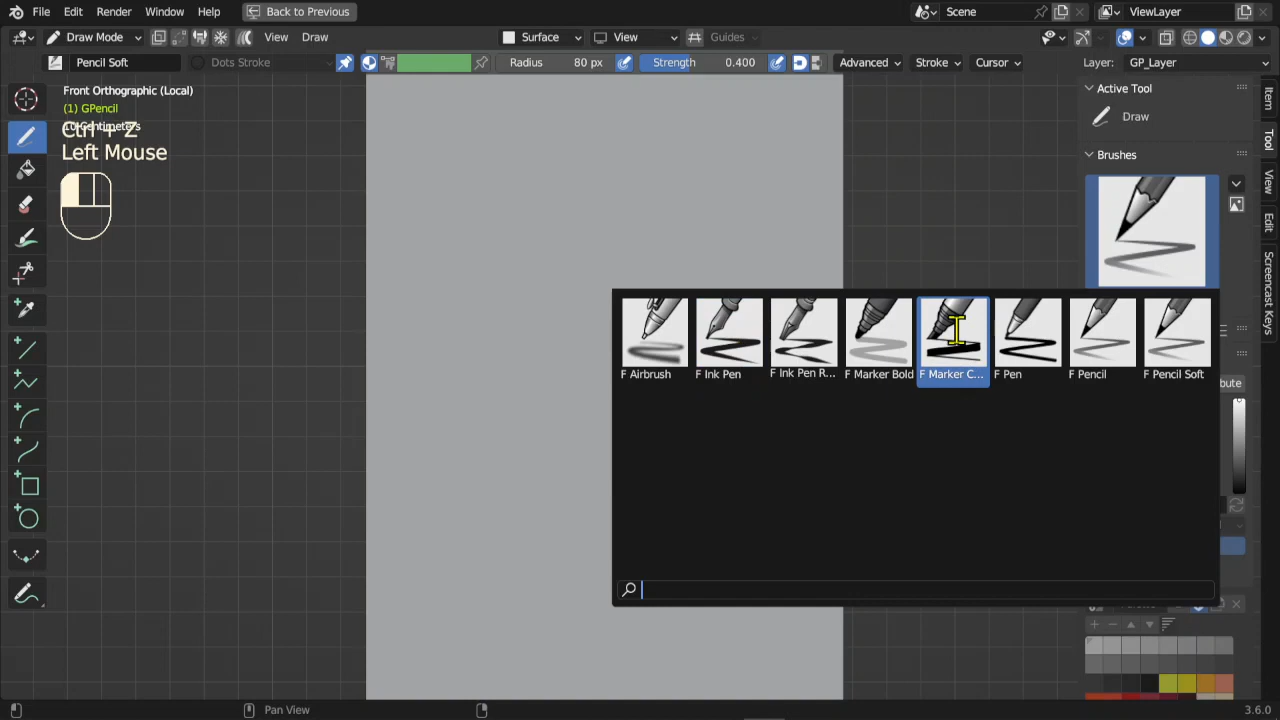 File Edit Render Window Help Back to Previous Scene ViewLayer
Draw Mode View Draw Surface View Guides
Pencil Soft Dots Stroke Radius 80 px Strength 0.400 Advanced Stroke Cursor Layer: GP_Layer
Front Orthographic (Local)
(1) GPencil
10 Centimeters
Ctrl + Z
Left Mouse
Active Tool
Draw
Brushes
Item
Tool
View
Edit
Screencast Keys
F Airbrush F Ink Pen F Ink Pen R... F Marker Bold F Marker C... F Pen F Pencil F Pencil Soft
bute
Pan View 3.6.0